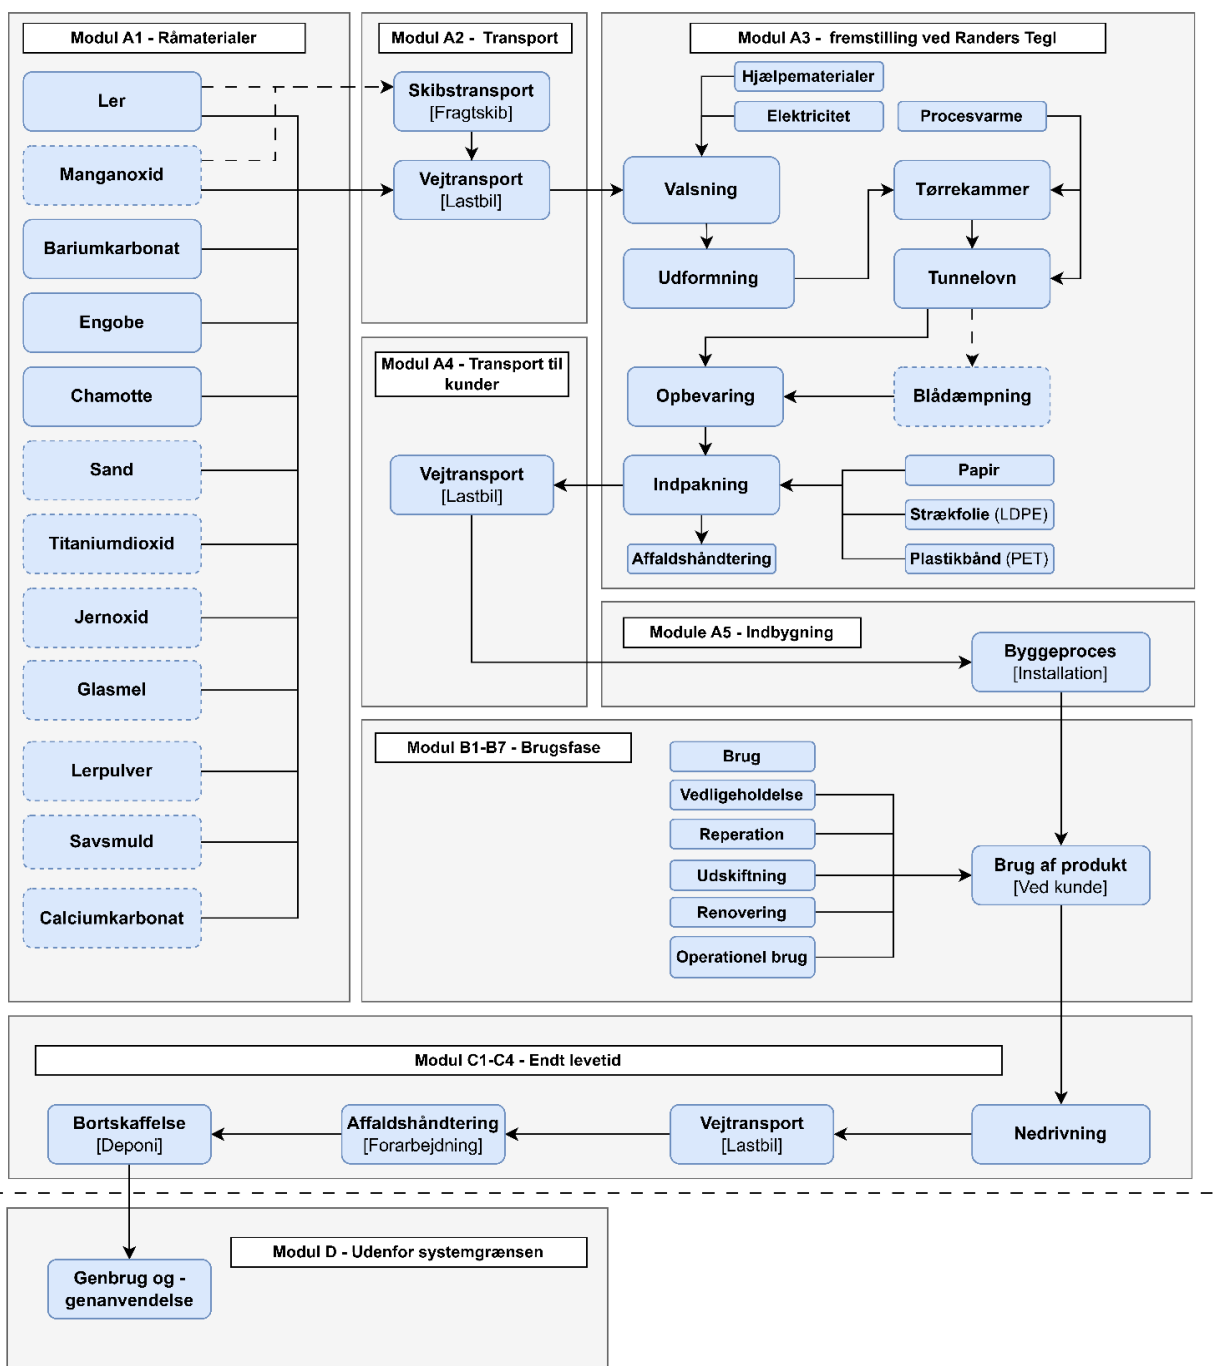 Modul A1 - Råmaterialer
Ler
Manganoxid
Bariumkarbonat
Engobe
Chamotte
Sand
Titaniumdioxid
Jernoxid
Glasmel
Lerpulver
Savsmuld
Calciumkarbonat
Modul A2 - Transport
Skibstransport
[Fragtskib]
Vejtransport
[Lastbil]
Modul A3 - fremstilling ved Randers Tegl
Hjælpematerialer
Elektricitet
Procesvarme
Valsning
Tørrekammer
Udformning
Tunnelovn
Opbevaring
Blådæmpning
Indpakning
Papir
Strækfolie (LDPE)
Plastikbånd (PET)
Affaldshåndtering
Modul A4 - Transport til
kunder
Vejtransport
[Lastbil]
Module A5 - Indbygning
Byggeproces
[Installation]
Modul B1-B7 - Brugsfase
Brug
Vedligeholdelse
Reperation
Udskiftning
Renovering
Operationel brug
Brug af produkt
[Ved kunde]
Modul C1-C4 - Endt levetid
Bortskaffelse
[Deponi]
Affaldshåndtering
[Forarbejdning]
Vejtransport
[Lastbil]
Nedrivning
Modul D - Udenfor systemgrænsen
Genbrug og -
genanvendelse